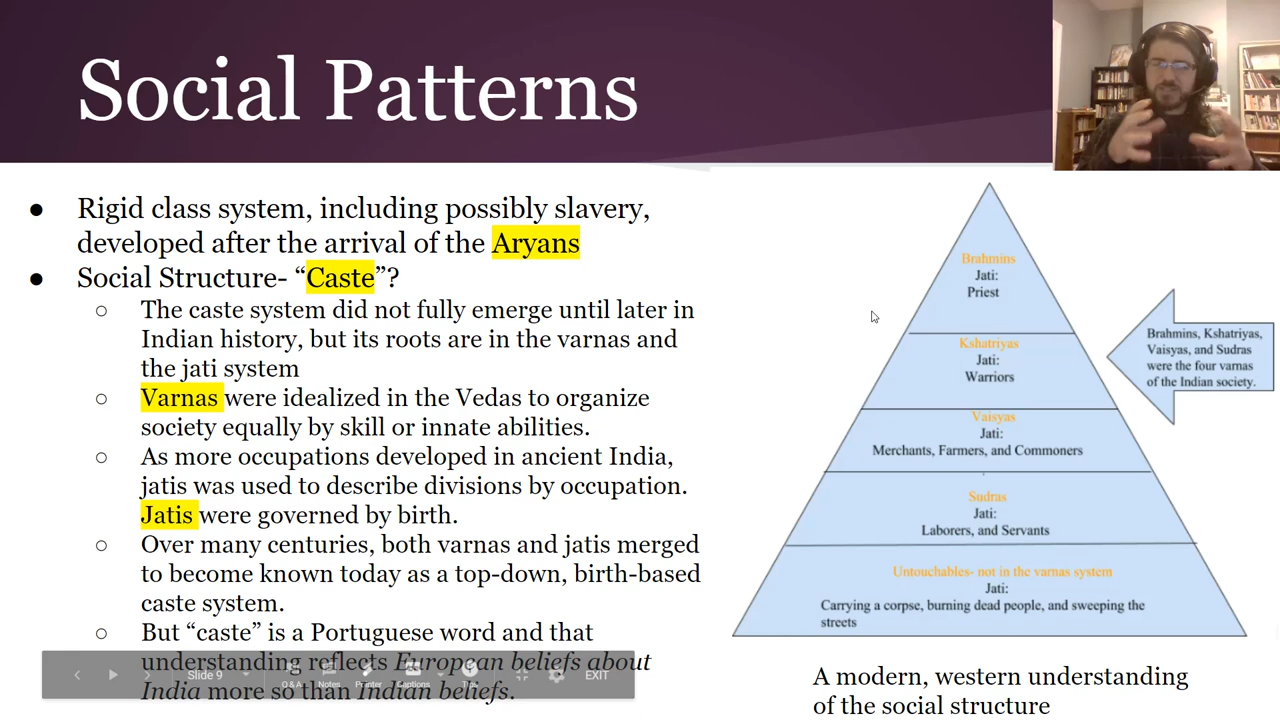 Social Patterns
● Rigid class system, including possibly slavery,
developed after the arrival of the Aryans
● Social Structure- “Caste”?
○ The caste system did not fully emerge until later in
Indian history, but its roots are in the varnas and
the jati system
○ Varnas were idealized in the Vedas to organize
society equally by skill or innate abilities.
○ As more occupations developed in ancient India,
jatis was used to describe divisions by occupation.
Jatis were governed by birth.
○ Over many centuries, both varnas and jatis merged
to become known today as a top-down, birth-based
caste system.
○ But “caste” is a Portuguese word and that
understanding reflects European beliefs about
India more so than Indian beliefs.
Slide 9
Q & A
Notes
Printer
Captions
Tips
EXIT
Brahmins
Jati:
Priest
Kshatriyas
Jati:
Warriors
Vaisyas
Jati:
Merchants, Farmers, and Commoners
Sudras
Jati:
Laborers, and Servants
Untouchables- not in the varnas system
Jati:
Carrying a corpse, burning dead people, and sweeping the
streets
Brahmins, Kshatriyas,
Vaisyas, and Sudras
were the four varnas
of the Indian society.
A modern, western understanding
of the social structure